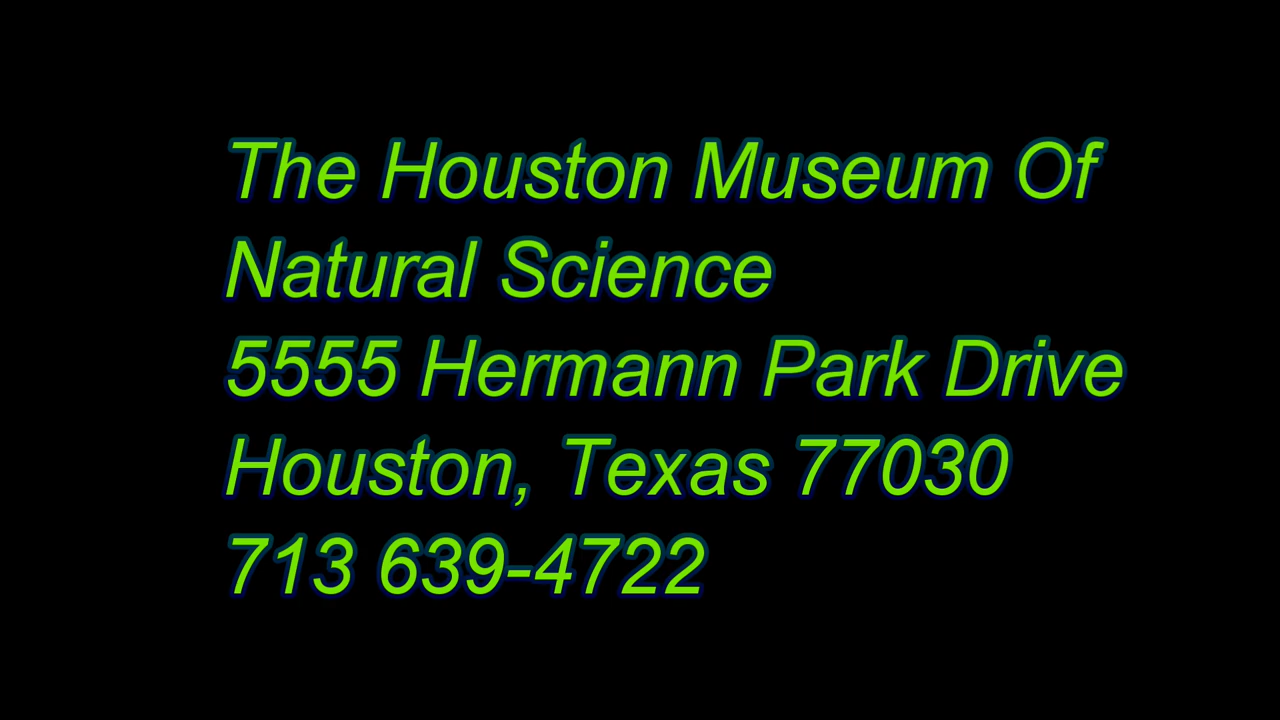 The Houston Museum Of
Natural Science
5555 Hermann Park Drive
Houston, Texas 77030
713 639-4722